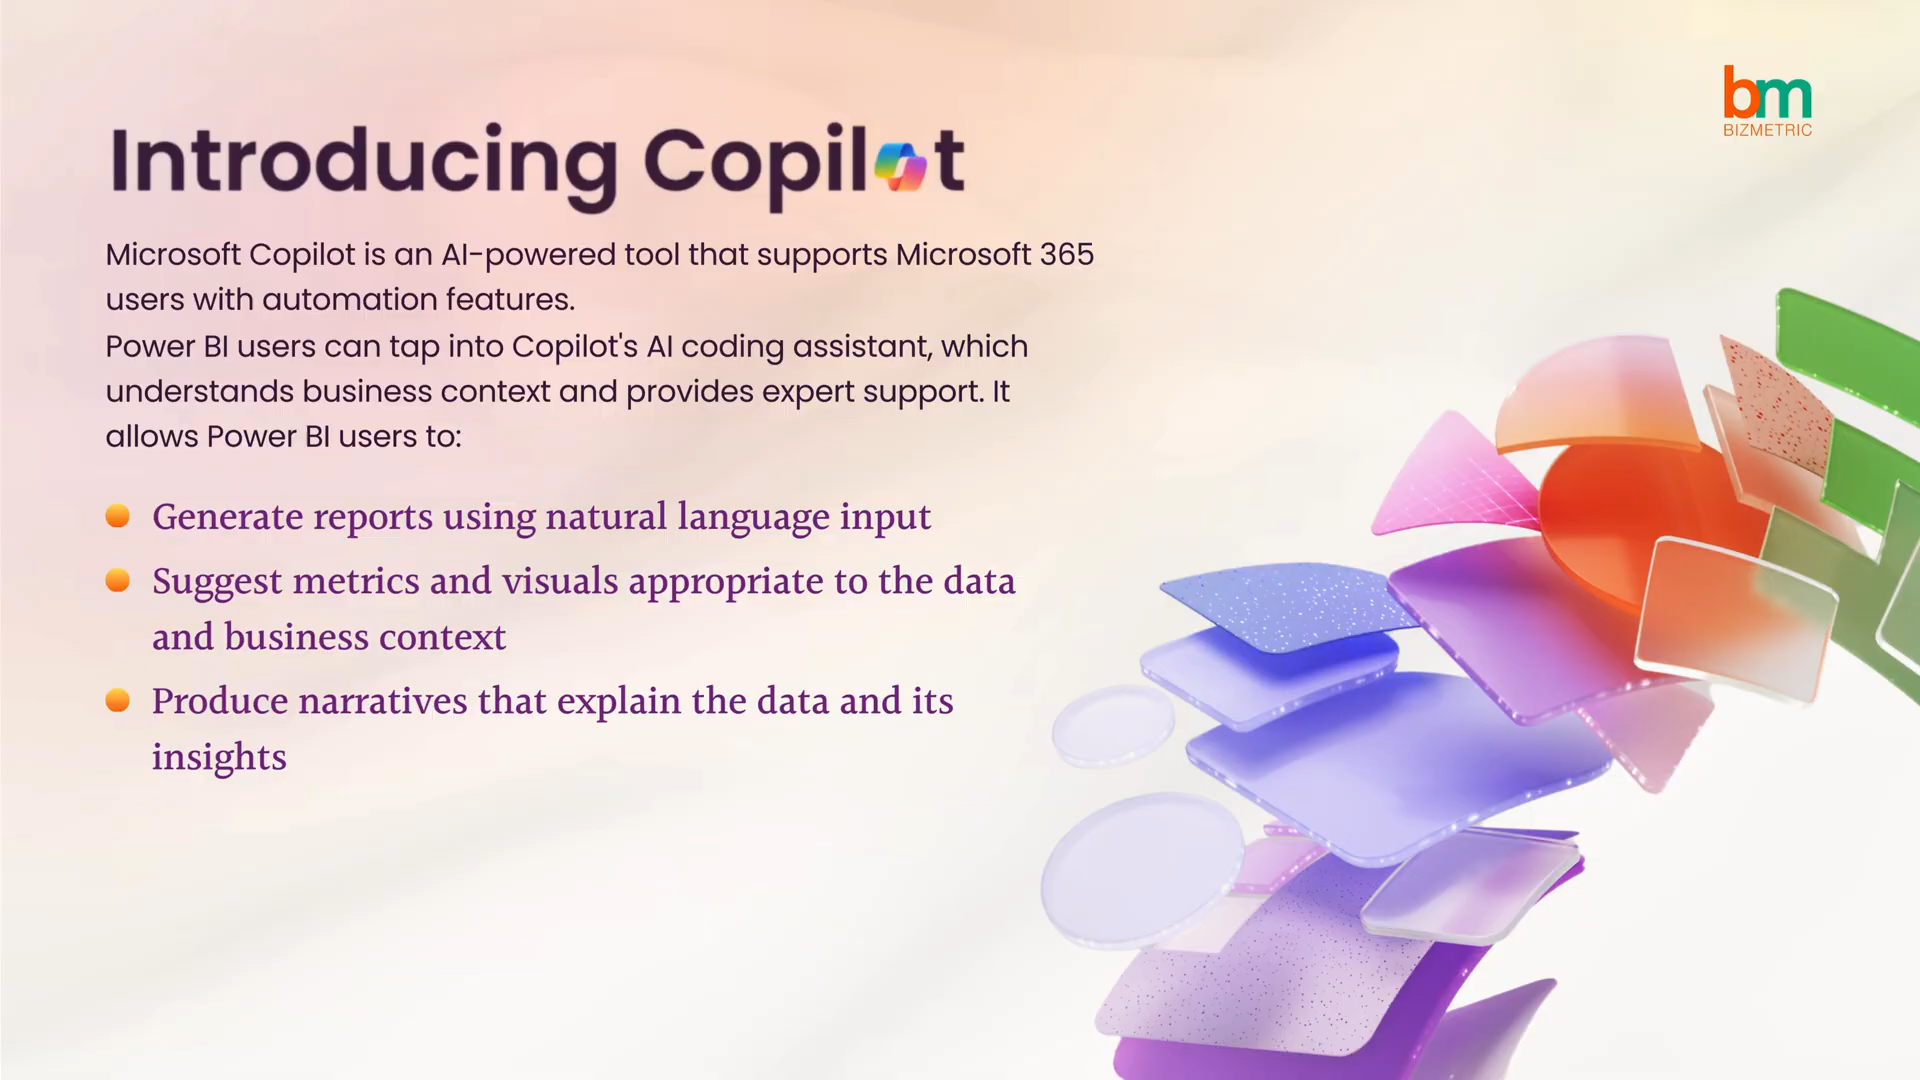 bm
BIZMETRIC
Introducing Copilot
Microsoft Copilot is an AI-powered tool that supports Microsoft 365
users with automation features.
Power BI users can tap into Copilot's AI coding assistant, which
understands business context and provides expert support. It
allows Power BI users to:
Generate reports using natural language input
Suggest metrics and visuals appropriate to the data
and business context
Produce narratives that explain the data and its
insights